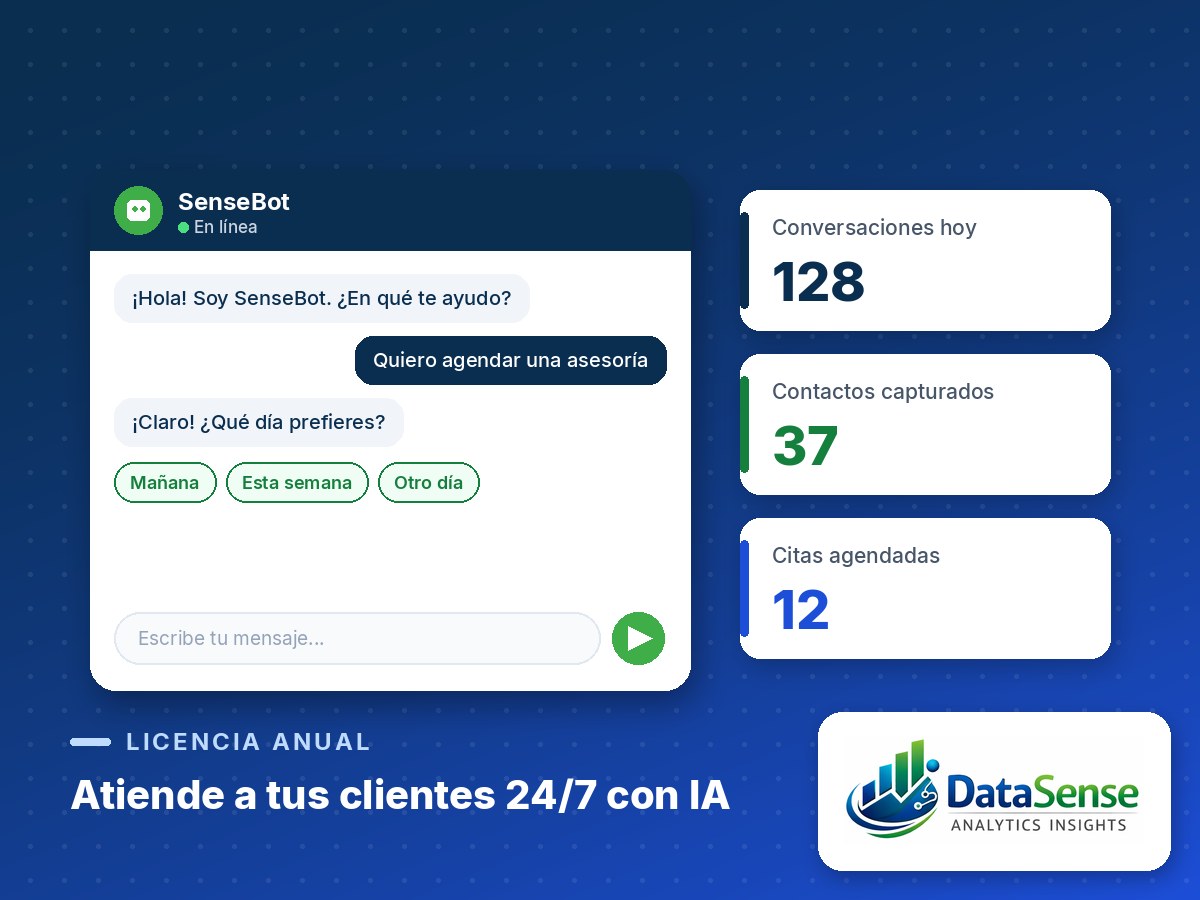 SenseBot
En línea
¡Hola! Soy SenseBot. ¿En qué te ayudo?
Quiero agendar una asesoría
¡Claro! ¿Qué día prefieres?
Mañana
Esta semana
Otro día
Escribe tu mensaje...
Conversaciones hoy
128
Contactos capturados
37
Citas agendadas
12
LICENCIA ANUAL
Atiende a tus clientes 24/7 con IA
DataSense
ANALYTICS INSIGHTS